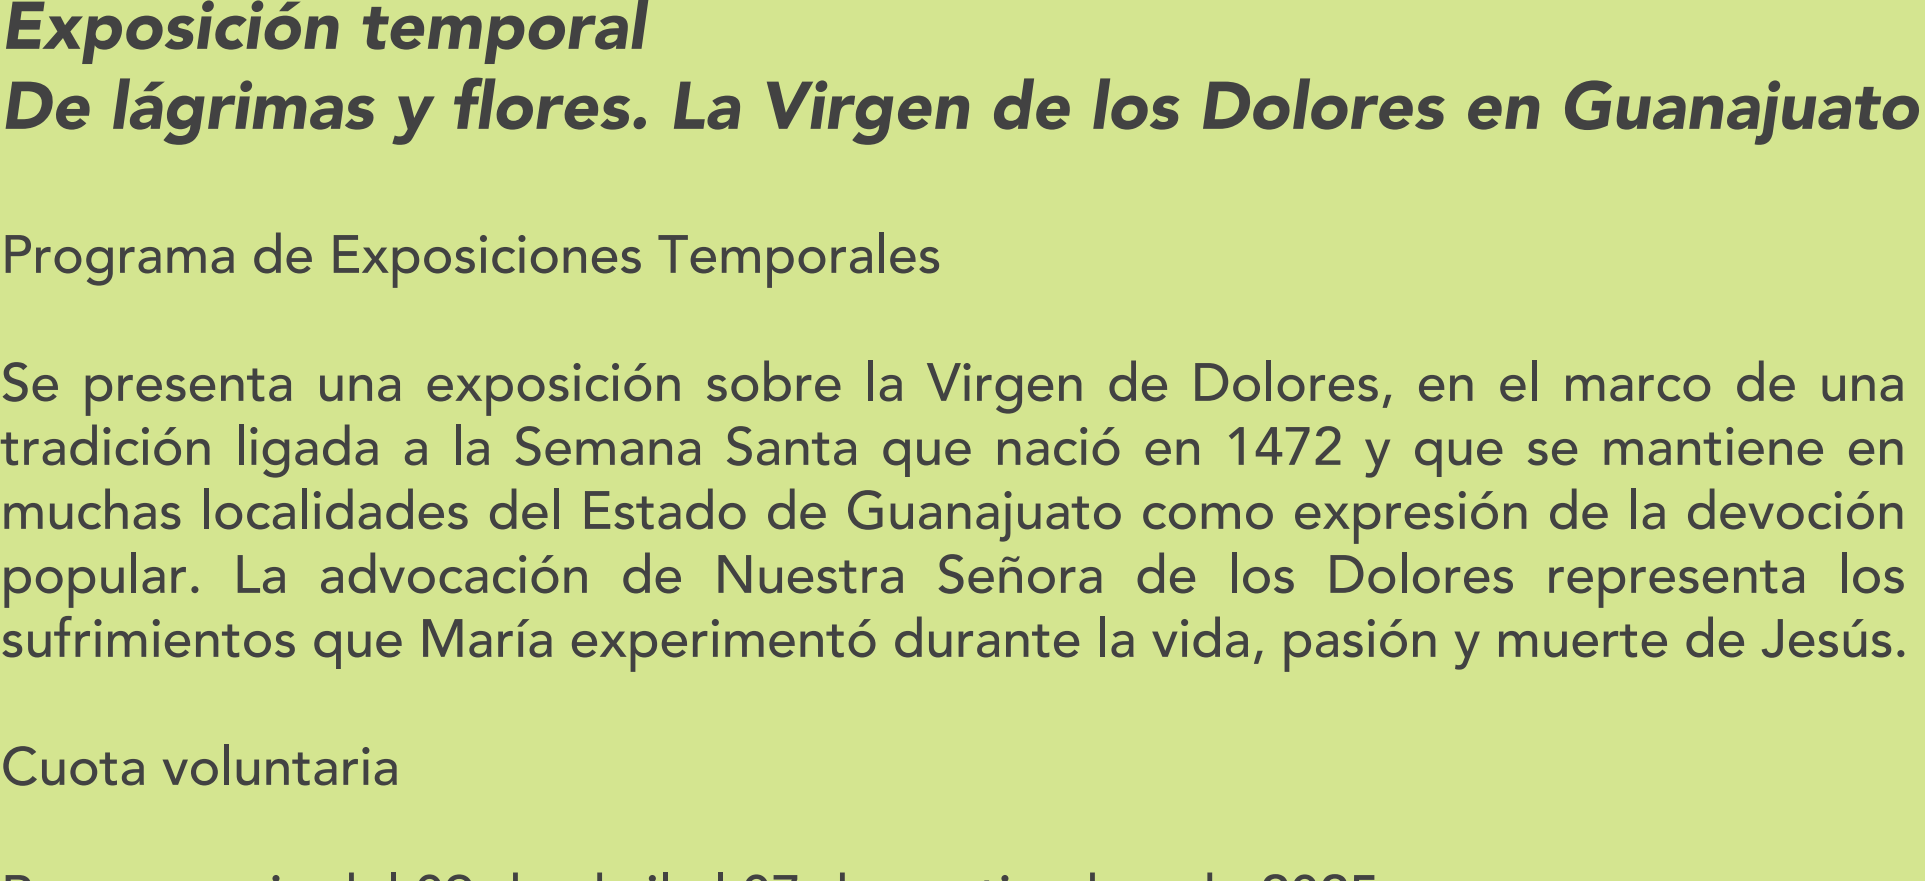 Exposición temporal
De lágrimas y flores. La Virgen de los Dolores en Guanajuato
Programa de Exposiciones Temporales
Se presenta una exposición sobre la Virgen de Dolores, en el marco de una
tradición ligada a la Semana Santa que nació en 1472 y que se mantiene en
muchas localidades del Estado de Guanajuato como expresión de la devoción
popular. La advocación de Nuestra Señora de los Dolores representa los
sufrimientos que María experimentó durante la vida, pasión y muerte de Jesús.
Cuota voluntaria